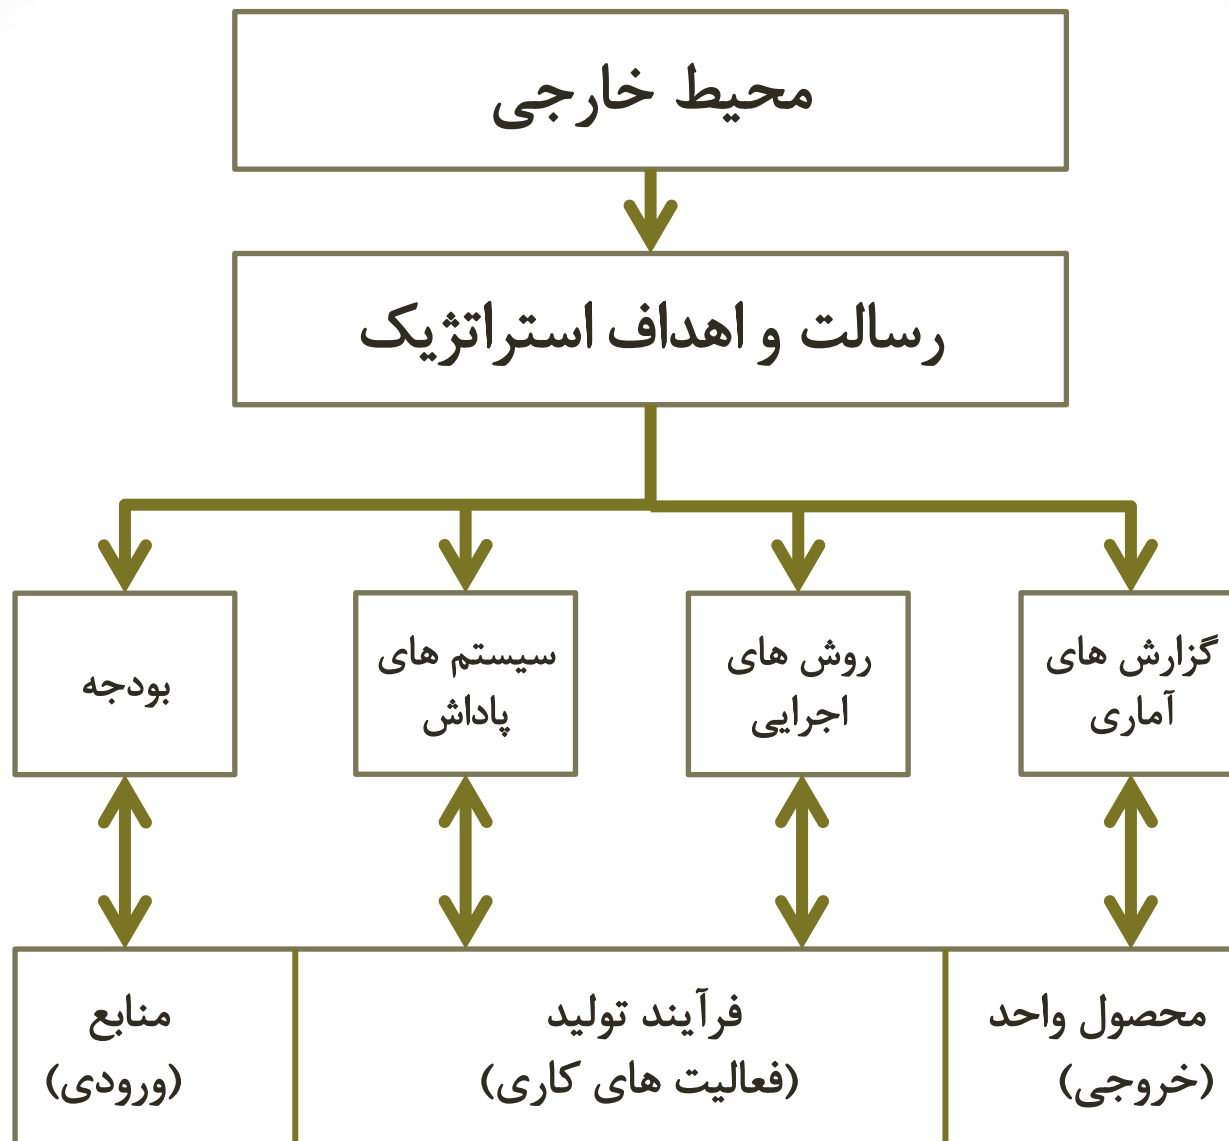 محیط خارجی
رسالت و اهداف استراتژیک
گزارش های
آماری
روش های
اجرایی
سیستم های
پاداش
بودجه
محصول واحد
(خروجی)
فرآیند تولید
(فعالیت های کاری)
منابع
(ورودی)